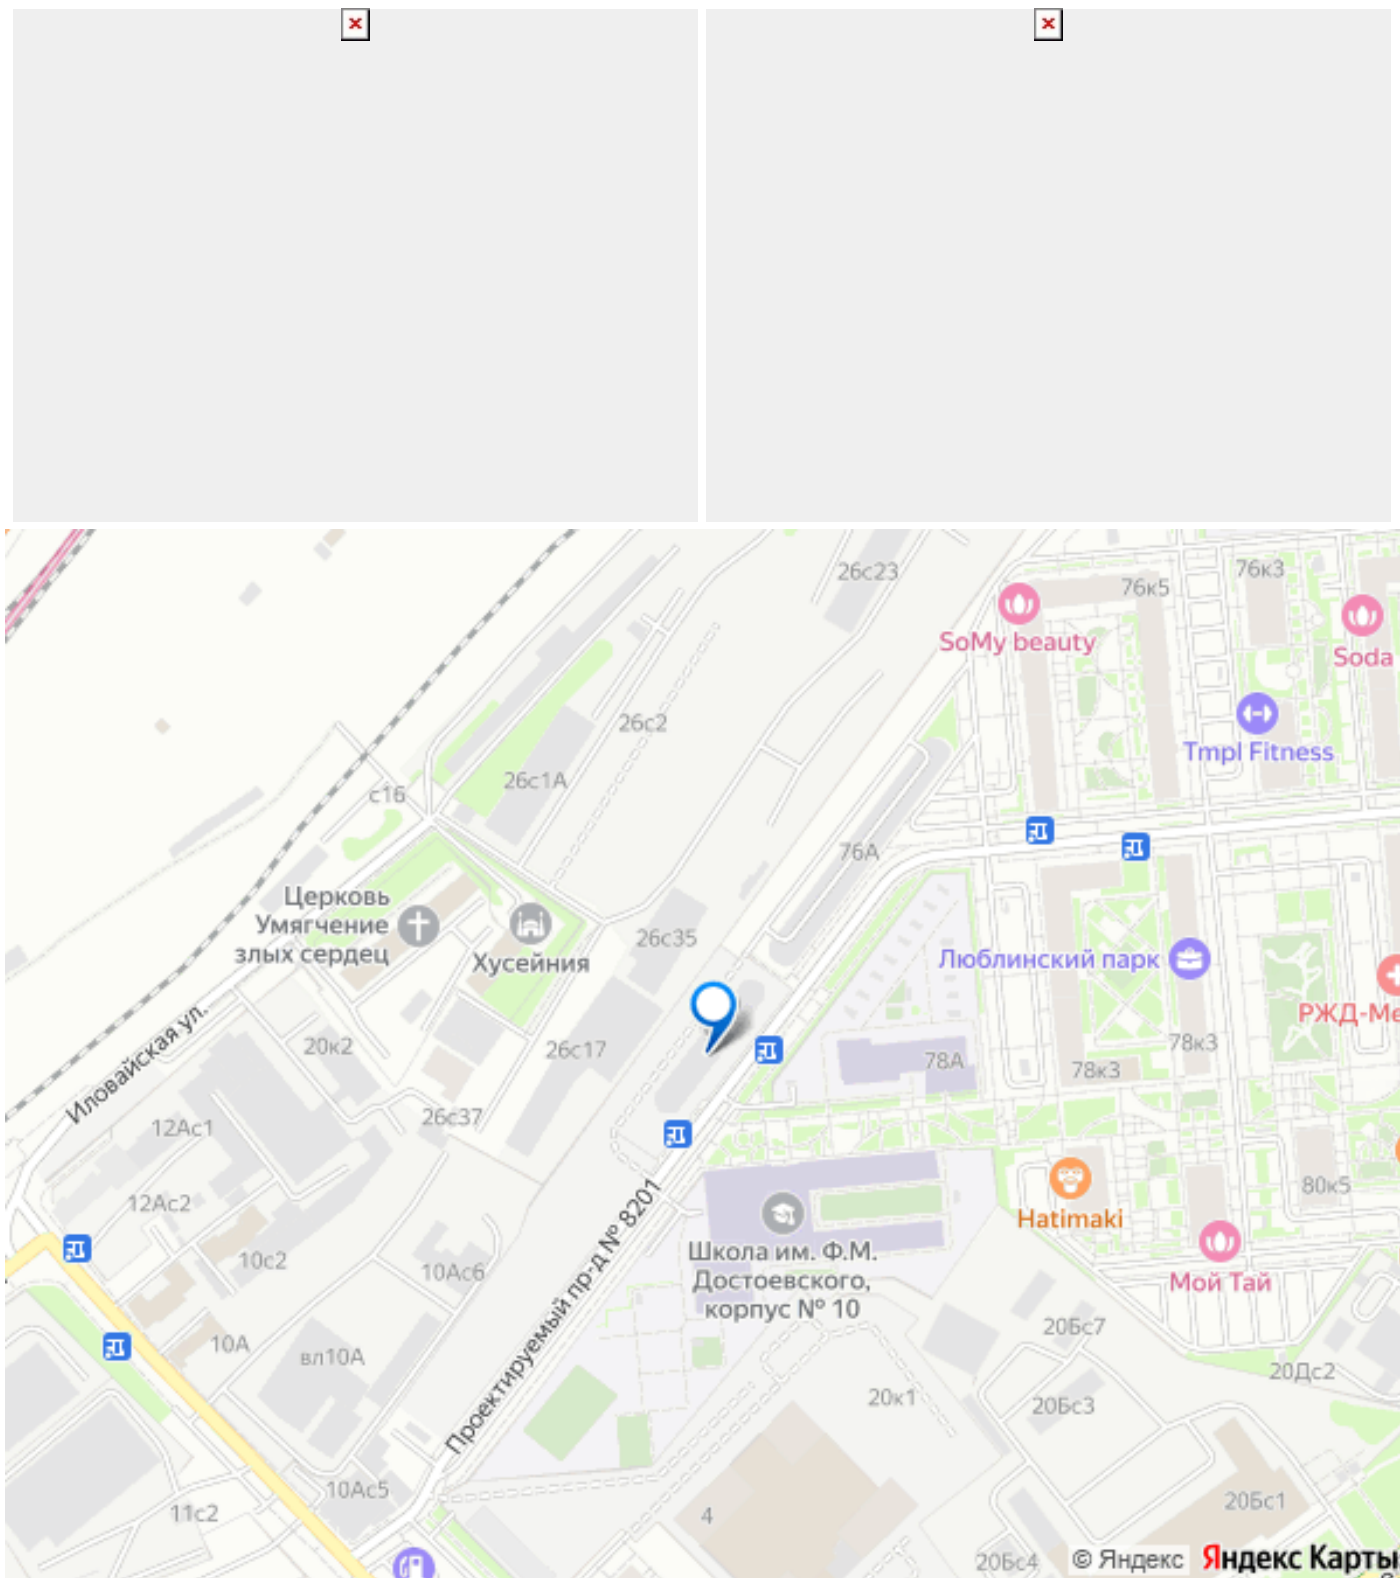 26с23
76к5
76к3
SoMy beauty
Soda
26с2
Tmpl Fitness
26с1А
с16
76А
Церковь
Умягчение
злых сердец
Хусейния
26с35
Люблинский парк
РЖД-Ме
Иловайская ул.
20к2
26с17
78А
78к3
78к3
12Ас1
26с37
12Ас2
80к5
Hatimaki
10с2
10Ас6
Школа им. Ф.М.
Достоевского,
корпус № 10
Мой Тай
Проектируемый пр-д № 8201
10А
вл10А
20Бс7
20Дс2
20к1
20Бс3
10Ас5
11с2
4
20Бс1
20Бс4
© Яндекс
Яндекс Карты